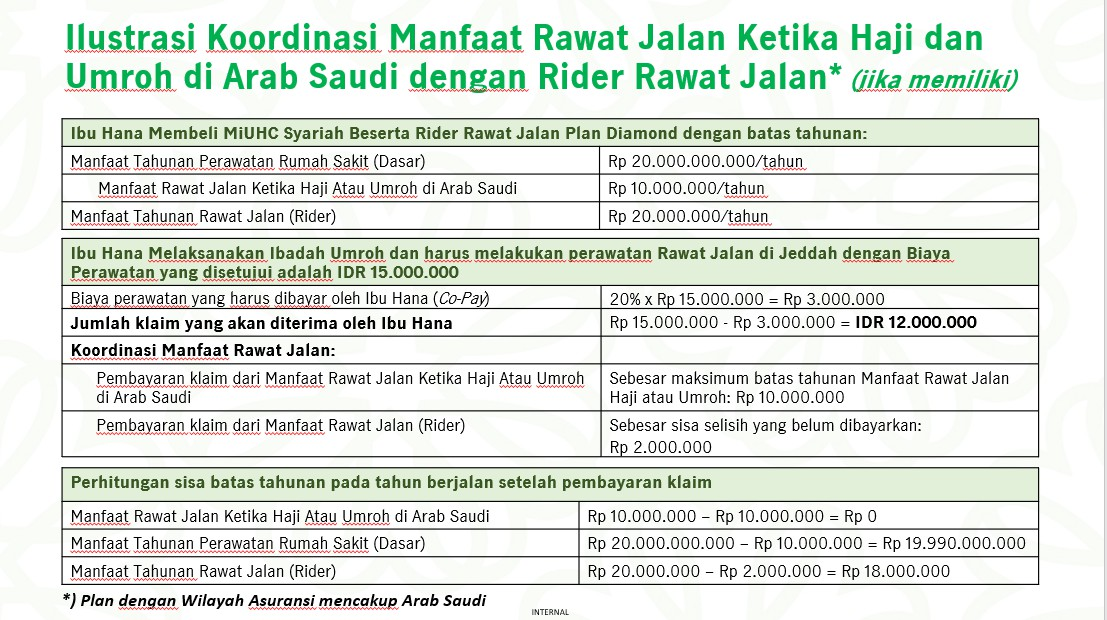 Ilustrasi Koordinasi Manfaat Rawat Jalan Ketika Haji dan
Umroh di Arab Saudi dengan Rider Rawat Jalan* (jika memiliki)
Ibu Hana Membeli MiUHC Syariah Beserta Rider Rawat Jalan Plan Diamond dengan batas tahunan:
Manfaat Tahunan Perawatan Rumah Sakit (Dasar) Rp 20.000.000.000/tahun
Manfaat Rawat Jalan Ketika Haji Atau Umroh di Arab Saudi Rp 10.000.000/tahun
Manfaat Tahunan Rawat Jalan (Rider) Rp 20.000.000/tahun
Ibu Hana Melaksanakan Ibadah Umroh dan harus melakukan perawatan Rawat Jalan di Jeddah dengan Biaya
Perawatan yang disetujui adalah IDR 15.000.000
Biaya perawatan yang harus dibayar oleh Ibu Hana (Co-Pay) 20% x Rp 15.000.000 = Rp 3.000.000
Jumlah klaim yang akan diterima oleh Ibu Hana Rp 15.000.000 - Rp 3.000.000 = IDR 12.000.000
Koordinasi Manfaat Rawat Jalan:
Pembayaran klaim dari Manfaat Rawat Jalan Ketika Haji Atau Umroh
di Arab Saudi
Sebesar maksimum batas tahunan Manfaat Rawat Jalan
Haji atau Umroh: Rp 10.000.000
Pembayaran klaim dari Manfaat Rawat Jalan (Rider)
Sebesar sisa selisih yang belum dibayarkan:
Rp 2.000.000
Perhitungan sisa batas tahunan pada tahun berjalan setelah pembayaran klaim
Manfaat Rawat Jalan Ketika Haji Atau Umroh di Arab Saudi Rp 10.000.000 – Rp 10.000.000 = Rp 0
Manfaat Tahunan Perawatan Rumah Sakit (Dasar) Rp 20.000.000.000 – Rp 10.000.000 = Rp 19.990.000.000
Manfaat Tahunan Rawat Jalan (Rider) Rp 20.000.000 – Rp 2.000.000 = Rp 18.000.000
*) Plan dengan Wilayah Asuransi mencakup Arab Saudi
INTERNAL